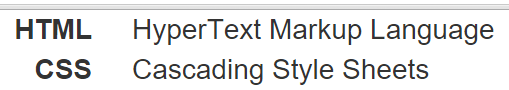 HTML HyperText Markup Language
CSS Cascading Style Sheets